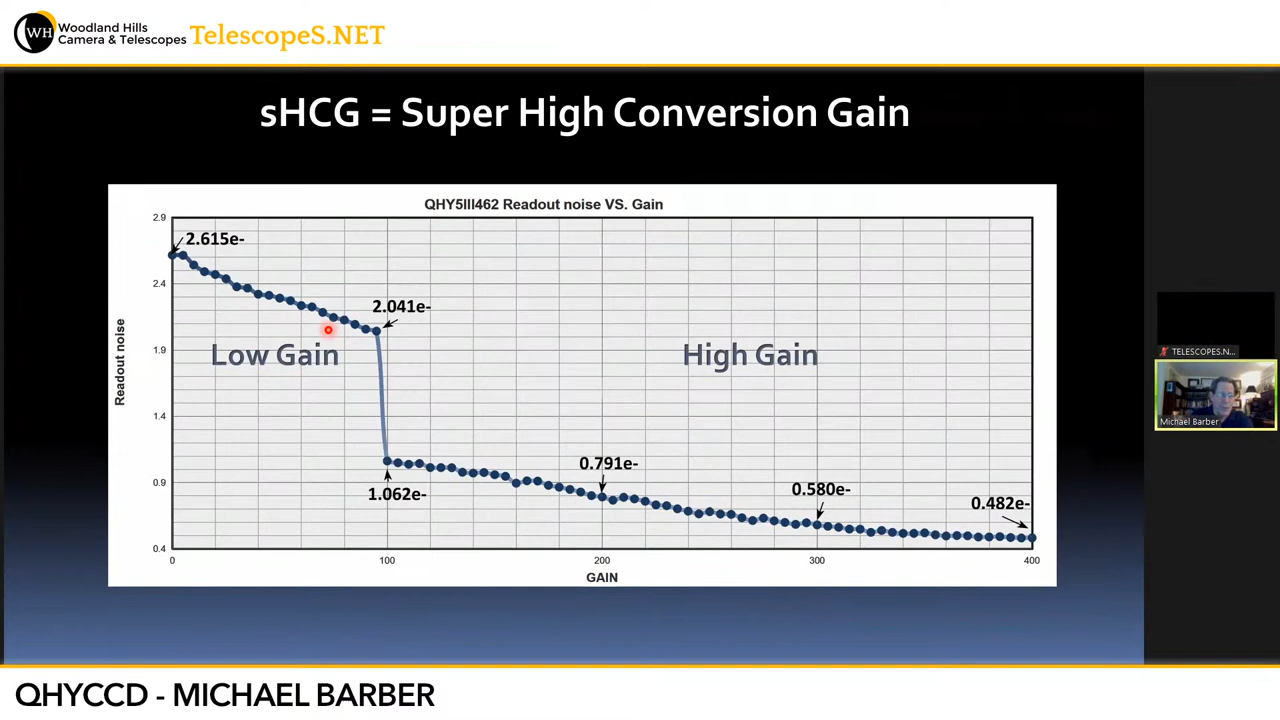 WH
Woodland Hills
Camera & Telescopes
TelescopeS.NET
sHCG = Super High Conversion Gain
QHY5III462 Readout noise VS. Gain
2.9
2.4
1.9
1.4
0.9
0.4
Readout noise
2.615e-
2.041e-
Low Gain
High Gain
1.062e-
0.791e-
0.580e-
0.482e-
0
100
200
300
400
GAIN
TELESCOPES.N...
Michael Barber
QHYCCD - MICHAEL BARBER